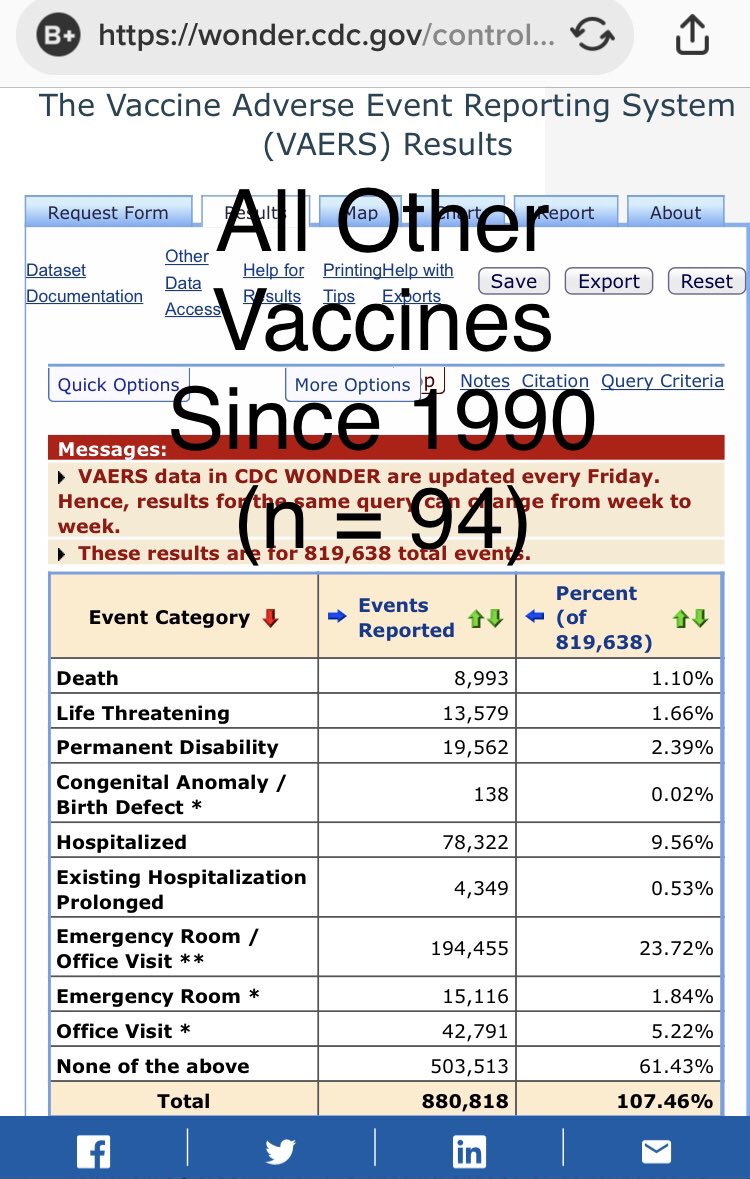 B+ https://wonder.cdc.gov/control...
The Vaccine Adverse Event Reporting System
(VAERS) Results
Request Form Results Map Chart Report About
All Other
Vaccines
Since 1990
(n = 94)
Dataset
Documentation
Other
Data
Access
Help for
Results
Printing
Tips
Help with
Exports
Save Export Reset
Quick Options More Options p Notes Citation Query Criteria
Messages:
VAERS data in CDC WONDER are updated every Friday.
Hence, results for the same query can change from week to
week.
These results are for 819,638 total events.
Event Category
Events
Reported
Percent
(of
819,638)
Death 8,993 1.10%
Life Threatening 13,579 1.66%
Permanent Disability 19,562 2.39%
Congenital Anomaly /
Birth Defect * 138 0.02%
Hospitalized 78,322 9.56%
Existing Hospitalization
Prolonged 4,349 0.53%
Emergency Room /
Office Visit ** 194,455 23.72%
Emergency Room * 15,116 1.84%
Office Visit * 42,791 5.22%
None of the above 503,513 61.43%
Total 880,818 107.46%